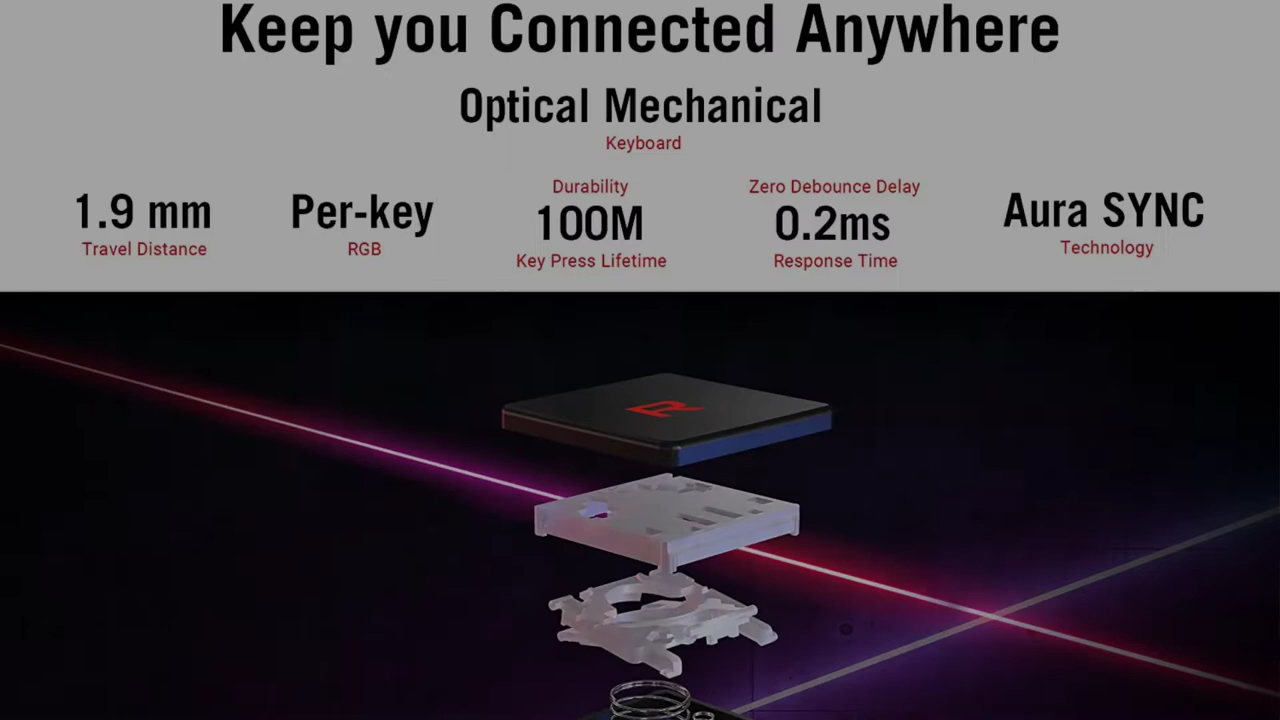 Keep you Connected Anywhere
Optical Mechanical
Keyboard
1.9 mm
Travel Distance
Per-key
RGB
Durability
100M
Key Press Lifetime
Zero Debounce Delay
0.2ms
Response Time
Aura SYNC
Technology
R